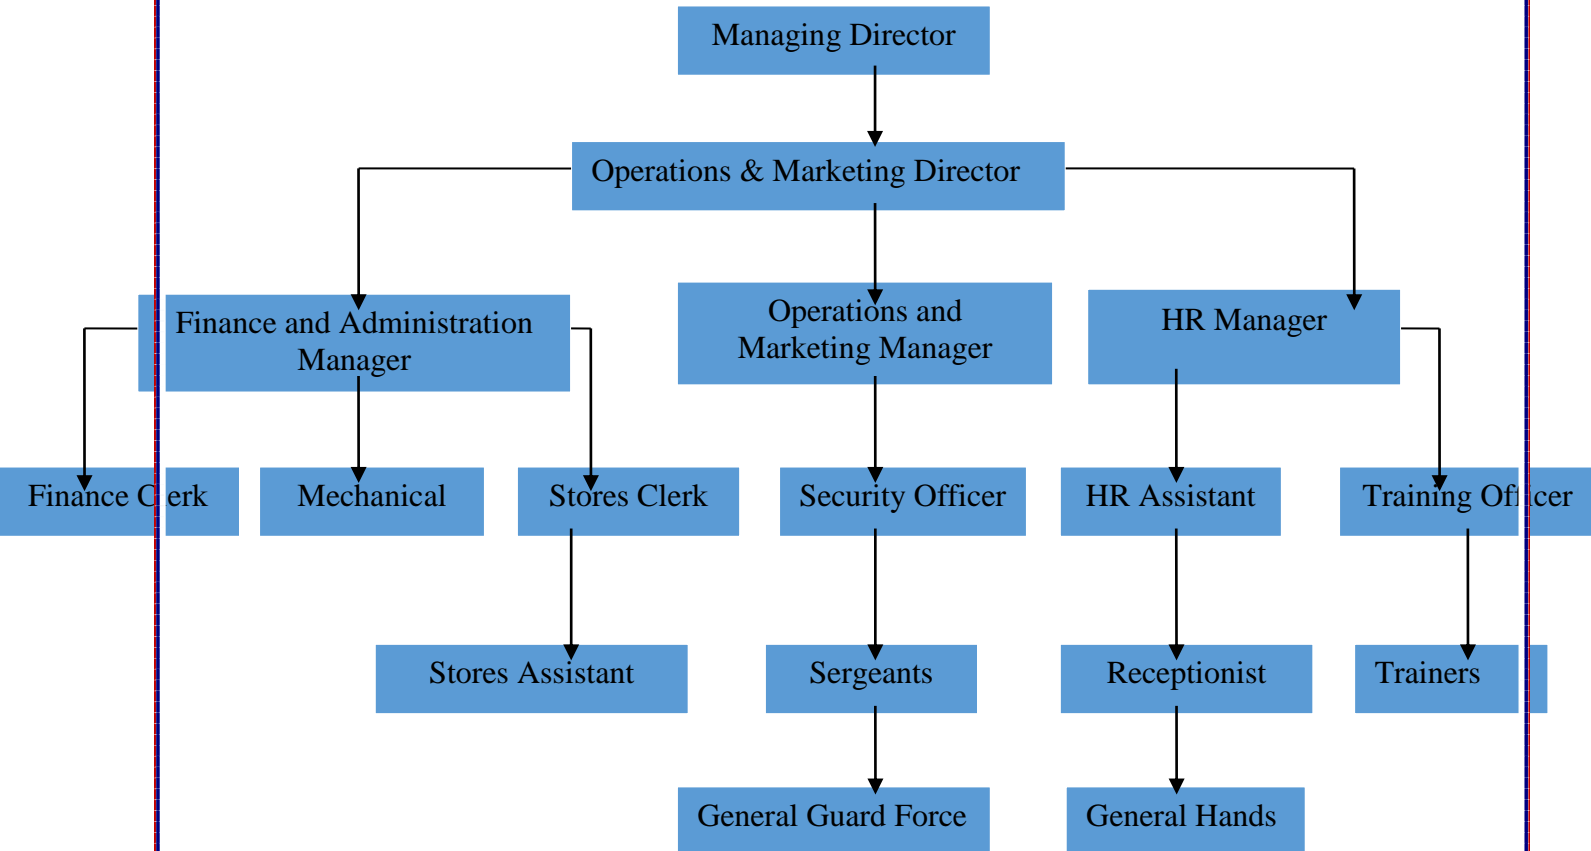 Managing Director
Operations & Marketing Director
Finance and Administration
Manager
Operations and
Marketing Manager
HR Manager
Finance Clerk
Mechanical
Stores Clerk
Security Officer
HR Assistant
Training Officer
Stores Assistant
Sergeants
Receptionist
Trainers
General Guard Force
General Hands